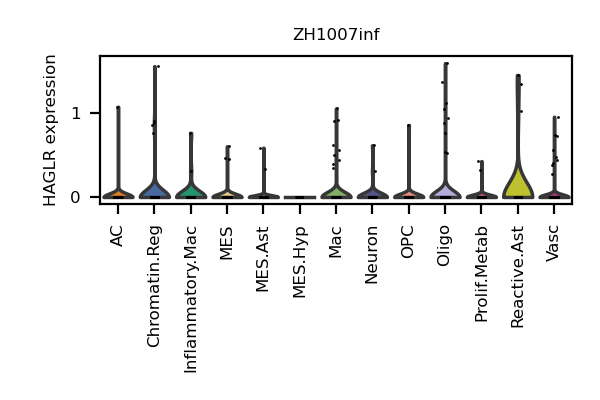 ZH1007inf
HAGLR expression
1
0
AC
Chromatin.Reg
Inflammatory.Mac
MES
MES.Ast
MES.Hyp
Mac
Neuron
OPC
Oligo
Prolif.Metab
Reactive.Ast
Vasc